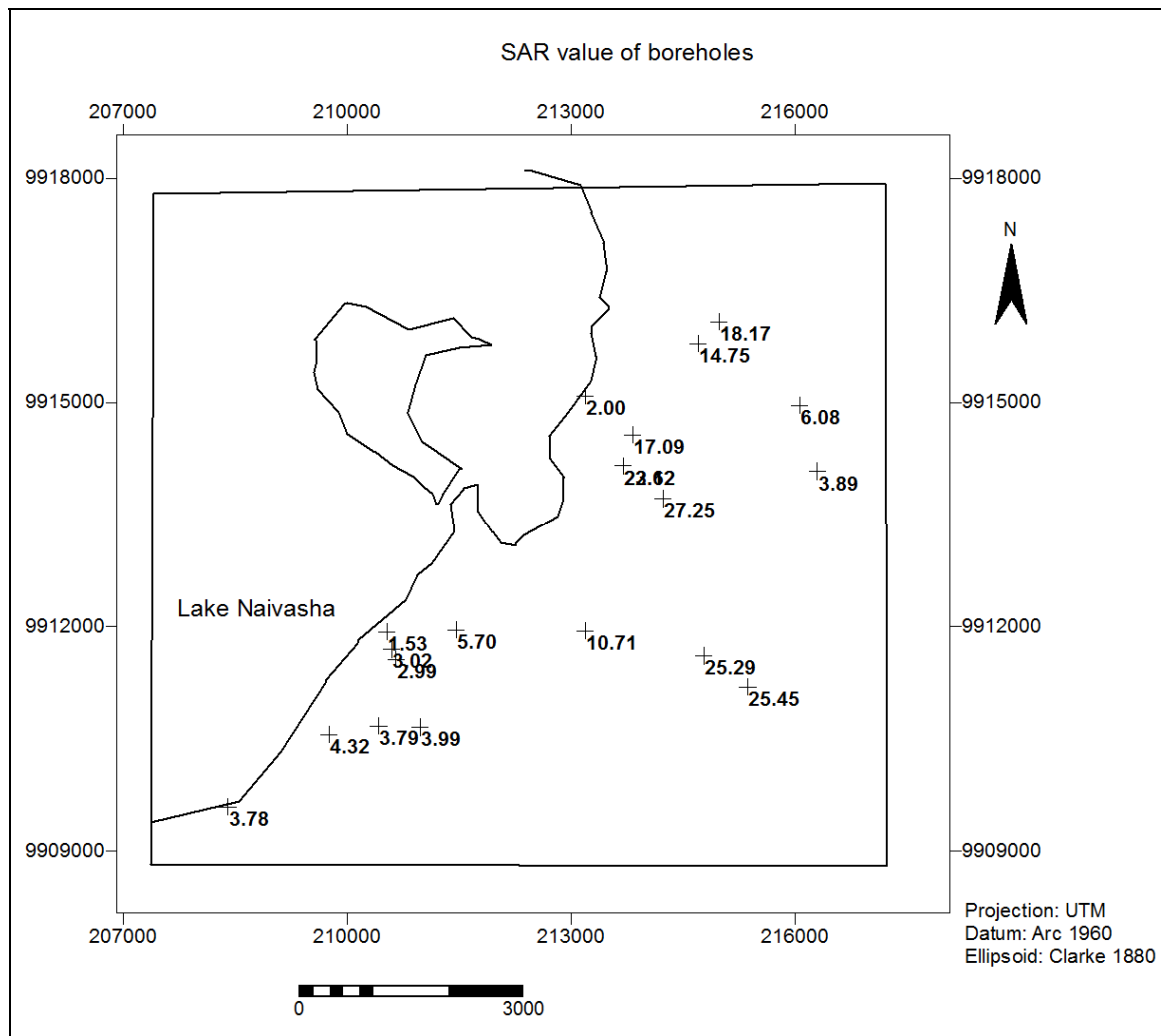 SAR value of boreholes
207000 210000 213000 216000
9918000 9918000
N
18.17
14.75
9915000 9915000
2.00
6.08
17.09
3.89
27.25
Lake Naivasha
9912000 9912000
1.53
5.70
10.71
3.02
2.99
25.29
25.45
3.79
3.99
4.32
3.78
9909000 9909000
207000 210000 213000 216000
Projection: UTM
Datum: Arc 1960
Ellipsoid: Clarke 1880
0 3000